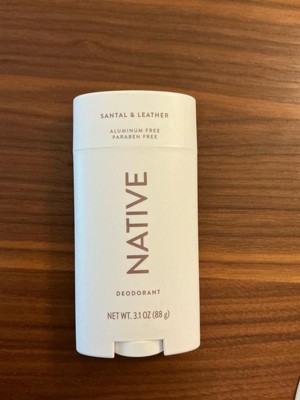 SANTAL & LEATHER
ALUMINUM FREE
PARABEN FREE
NATIVE
DEODORANT
NET WT. 3.1 OZ (88 g)